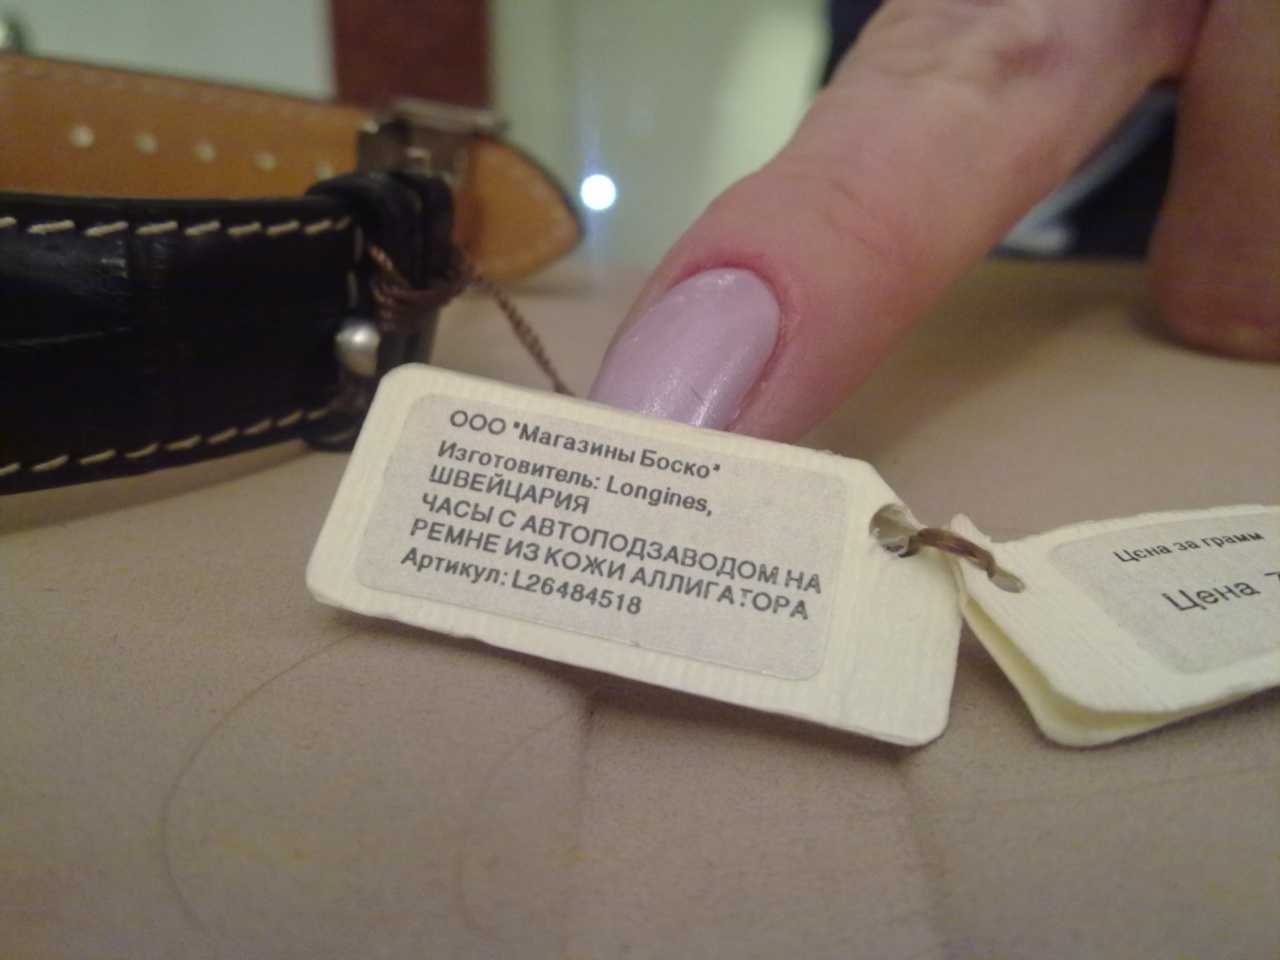 ООО "Магазины Боско"
Изготовитель: Longines,
ШВЕЙЦАРИЯ
ЧАСЫ С АВТОПОДЗАВОДОМ НА
РЕМНЕ ИЗ КОЖИ АЛЛИГАТОРА
Артикул: L26484518
Цена за грамм
Цена